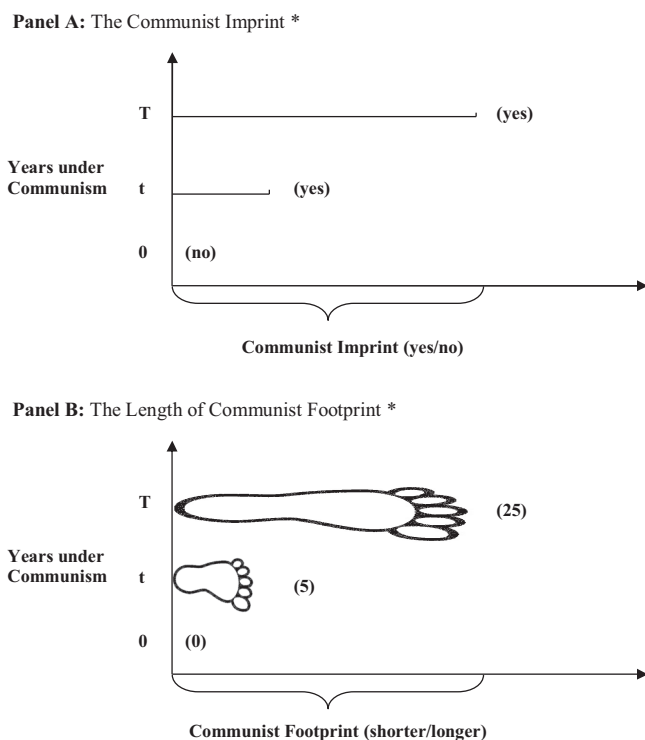 Panel A: The Communist Imprint *
T
(yes)
Years under
Communism
t
(yes)
0
(no)
Communist Imprint (yes/no)
Panel B: The Length of Communist Footprint *
T
(25)
Years under
Communism
t
(5)
0
(0)
Communist Footprint (shorter/longer)